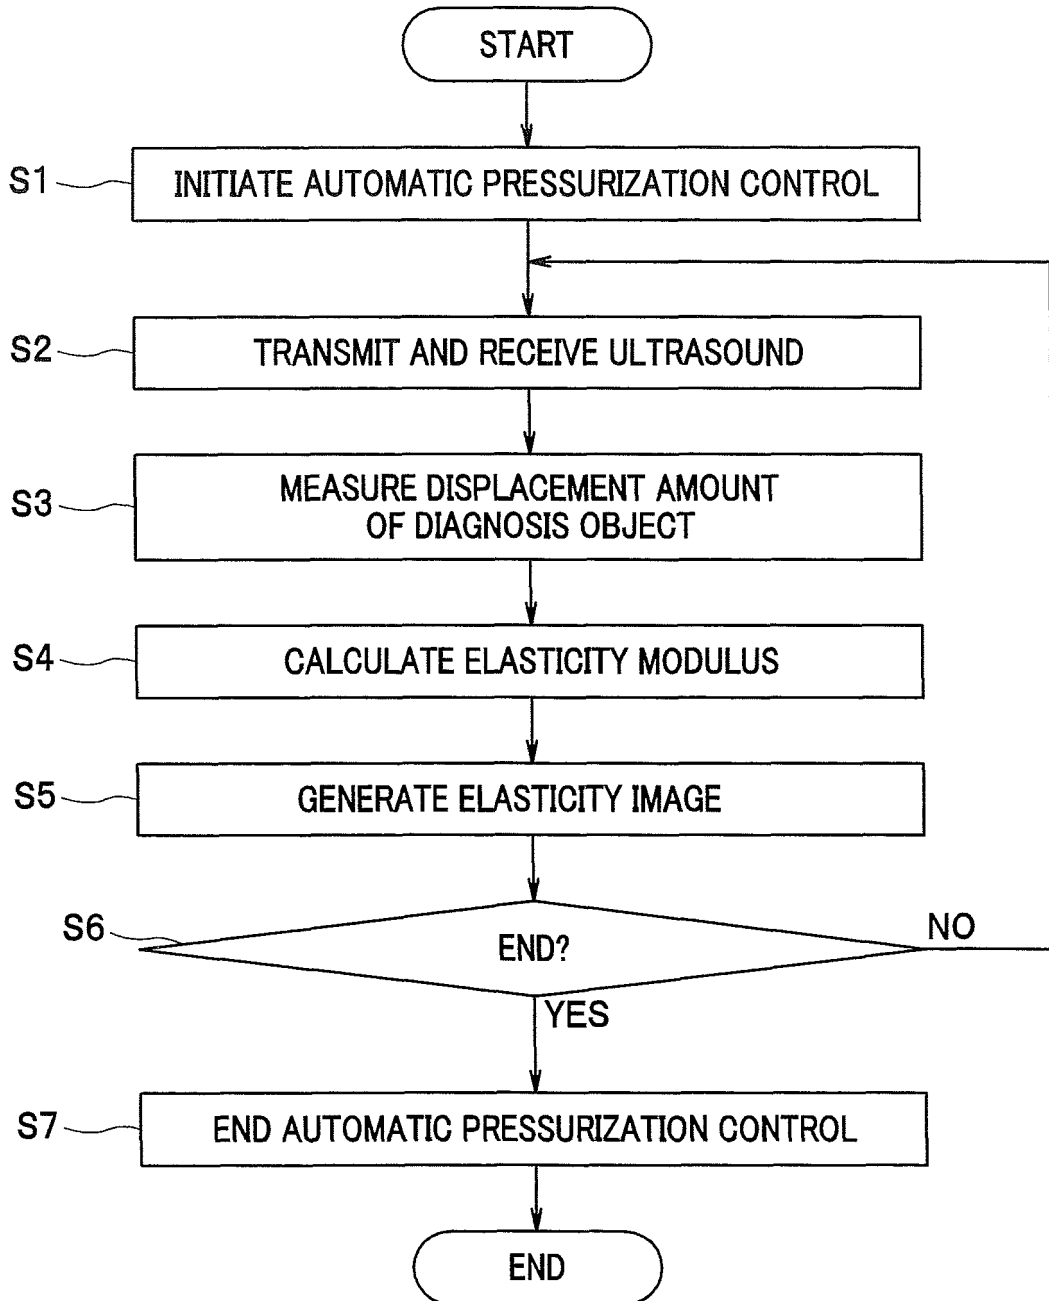 START
S1
INITIATE AUTOMATIC PRESSURIZATION CONTROL
S2
TRANSMIT AND RECEIVE ULTRASOUND
S3
MEASURE DISPLACEMENT AMOUNT
OF DIAGNOSIS OBJECT
S4
CALCULATE ELASTICITY MODULUS
S5
GENERATE ELASTICITY IMAGE
S6
END?
NO
YES
S7
END AUTOMATIC PRESSURIZATION CONTROL
END